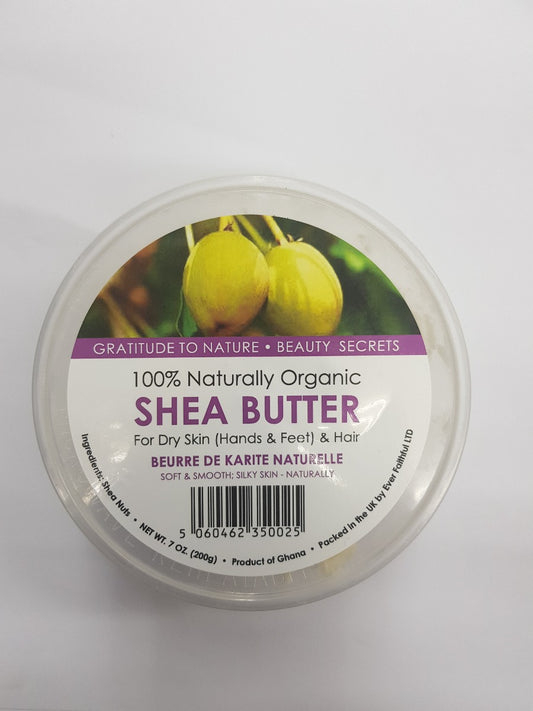 GRATITUDE TO NATURE • BEAUTY SECRETS
100% Naturally Organic
SHEA BUTTER
For Dry Skin (Hands & Feet) & Hair
BEURRE DE KARITE NATURELLE
SOFT & SMOOTH; SILKY SKIN - NATURALLY
5 060462 350025
Ingredients: Shea Nuts • NET WT. 7 OZ. (200g) • Product of Ghana • Packed in the UK by Ever Faithful LTD